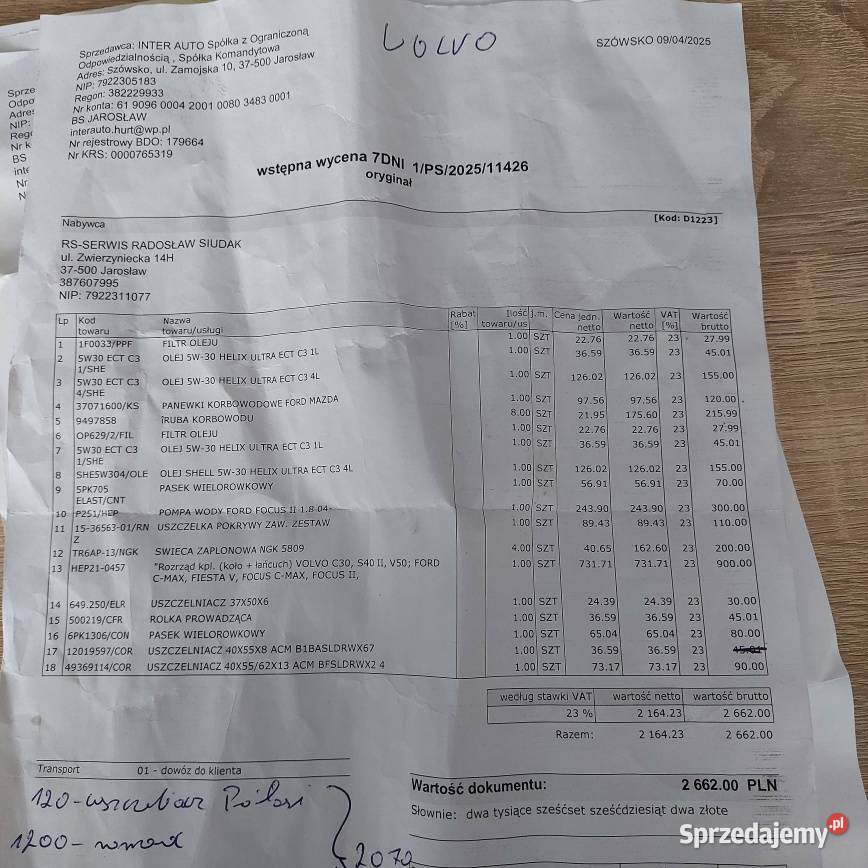 VOLVO
SZÓWSKO 09/04/2025
Sprzedawca: INTER AUTO Spółka z Ograniczoną
Odpowiedzialnością , Spółka Komandytowa
Adres: Szówsko, ul. Zamojska 10, 37-500 Jarosław
NIP: 7922305183
Regon: 382229933
Nr konta: 61 9096 0004 2001 0080 3483 0001
BS JAROSŁAW
interauto.hurt@wp.pl
Nr rejestrowy BDO: 179664
Nr KRS: 0000765319
wstępna wycena 7DNI 1/PS/2025/11426
oryginał
Nabywca
[Kod: D1223]
RS-SERWIS RADOSŁAW SIUDAK
ul. Zwierzyniecka 14H
37-500 Jarosław
387607995
NIP: 7922311077
Lp Kod towaru Nazwa towaru/usługi Rabat [%] Ilość towaru/us j.m. Cena jedn. netto Wartość netto VAT [%] Wartość brutto
1 1F0033/PPF FILTR OLEJU 1.00 SZT 22.76 22.76 23 27.99
2 5W30 ECT C3 1/SHE OLEJ 5W-30 HELIX ULTRA ECT C3 1L 1.00 SZT 36.59 36.59 23 45.01
3 5W30 ECT C3 4/SHE OLEJ 5W-30 HELIX ULTRA ECT C3 4L 1.00 SZT 126.02 126.02 23 155.00
4 37071600/KS PANEWKI KORBOWODOWE FORD MAZDA 1.00 SZT 97.56 97.56 23 120.00
5 9497858 śRUBA KORBOWODU 8.00 SZT 21.95 175.60 23 215.99
6 OP629/2/FIL FILTR OLEJU 1.00 SZT 22.76 22.76 23 27.99
7 5W30 ECT C3 1/SHE OLEJ 5W-30 HELIX ULTRA ECT C3 1L 1.00 SZT 36.59 36.59 23 45.01
8 SHE5W304/OLE OLEJ SHELL 5W-30 HELIX ULTRA ECT C3 4L 1.00 SZT 126.02 126.02 23 155.00
9 5PK705 ELAST/CNT PASEK WIELOROWKOWY 1.00 SZT 56.91 56.91 23 70.00
10 P251/HEP POMPA WODY FORD FOCUS II 1.8 04- 1.00 SZT 243.90 243.90 23 300.00
11 15-36563-01/RN Z USZCZELKA POKRYWY ZAW. ZESTAW 1.00 SZT 89.43 89.43 23 110.00
12 TR6AP-13/NGK SWIECA ZAPLONOWA NGK 5809 4.00 SZT 40.65 162.60 23 200.00
13 HEP21-0457 "Rozrząd kpl. (koło + łańcuch) VOLVO C30, S40 II, V50; FORD C-MAX, FIESTA V, FOCUS C-MAX, FOCUS II, 1.00 SZT 731.71 731.71 23 900.00
14 649.250/ELR USZCZELNIACZ 37X50X6 1.00 SZT 24.39 24.39 23 30.00
15 500219/CFR ROLKA PROWADZĄCA 1.00 SZT 36.59 36.59 23 45.01
16 6PK1306/CON PASEK WIELOROWKOWY 1.00 SZT 65.04 65.04 23 80.00
17 12019597/COR USZCZELNIACZ 40X55X8 ACM B1BASLDRWX67 1.00 SZT 36.59 36.59 23 45.01
18 49369114/COR USZCZELNIACZ 40X55/62X13 ACM BFSLDRWX2 4 1.00 SZT 73.17 73.17 23 90.00
według stawki VAT wartość netto wartość brutto
23 % 2 164.23 2 662.00
Razem: 2 164.23 2 662.00
Transport 01 - dowóz do klienta
Wartość dokumentu: 2 662.00 PLN
Słownie: dwa tysiące sześćset sześćdziesiąt dwa złote
120-uszczelniacz Półosi
1200-
2070
Sprzedajemy.pl